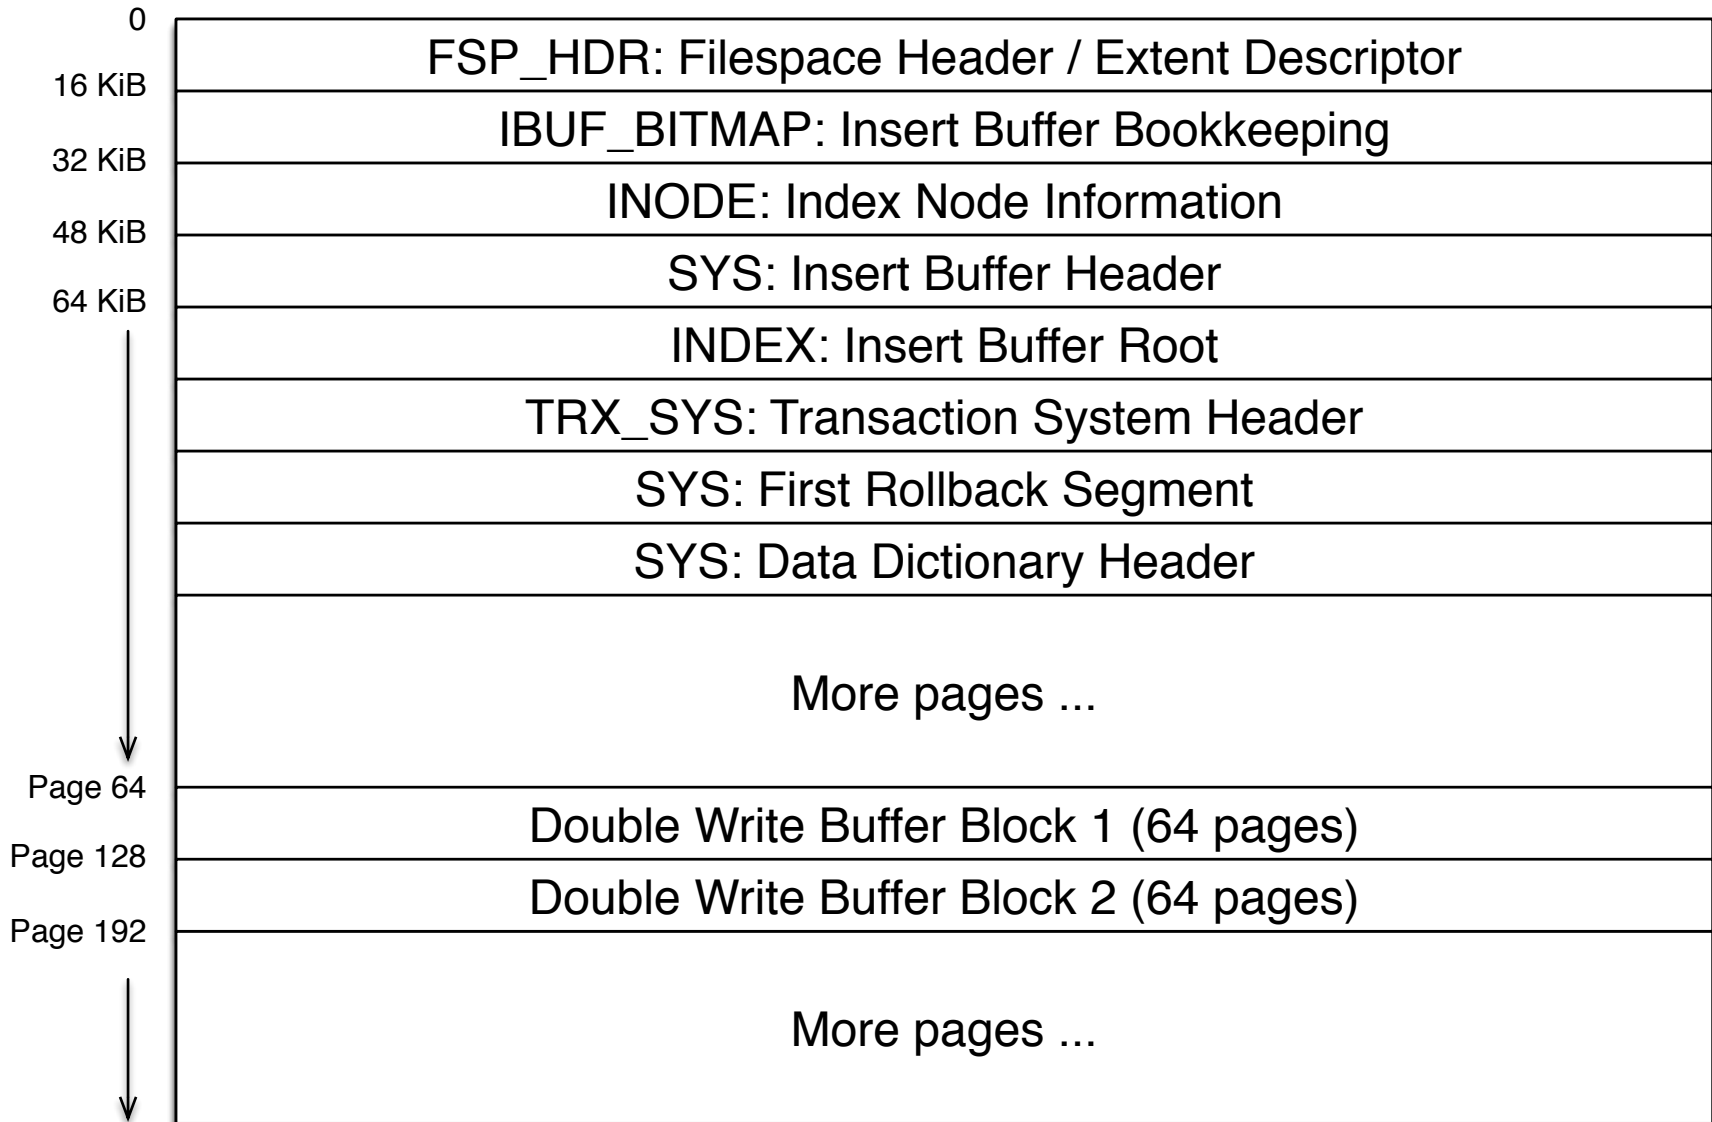 0
FSP_HDR: Filespace Header / Extent Descriptor
16 KiB
IBUF_BITMAP: Insert Buffer Bookkeeping
32 KiB
INODE: Index Node Information
48 KiB
SYS: Insert Buffer Header
64 KiB
INDEX: Insert Buffer Root
TRX_SYS: Transaction System Header
SYS: First Rollback Segment
SYS: Data Dictionary Header
More pages ...
Page 64
Double Write Buffer Block 1 (64 pages)
Page 128
Double Write Buffer Block 2 (64 pages)
Page 192
More pages ...